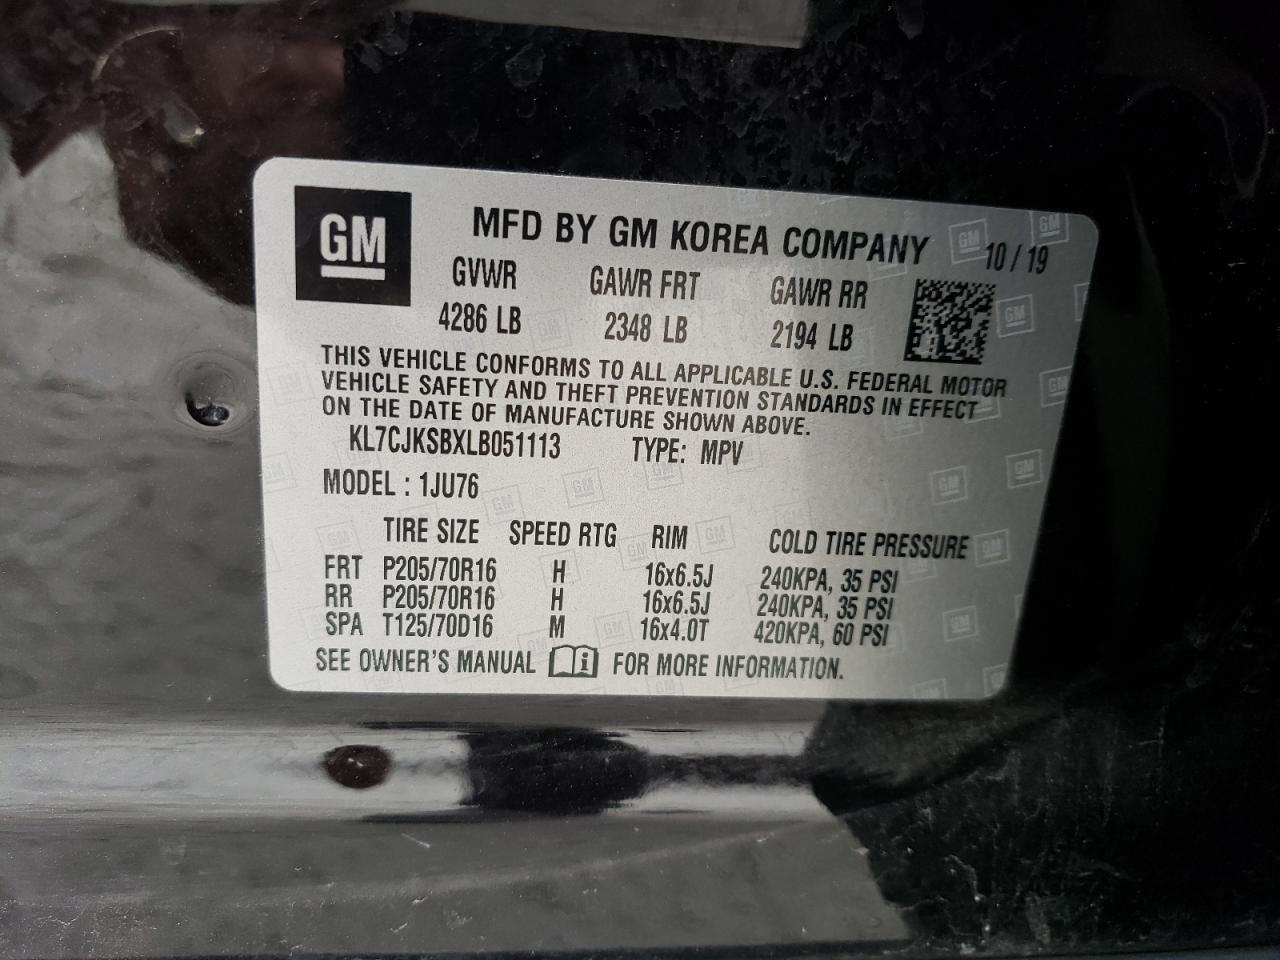 GM
MFD BY GM KOREA COMPANY 10 / 19
GVWR GAWR FRT GAWR RR
4286 LB 2348 LB 2194 LB
THIS VEHICLE CONFORMS TO ALL APPLICABLE U.S. FEDERAL MOTOR
VEHICLE SAFETY AND THEFT PREVENTION STANDARDS IN EFFECT
ON THE DATE OF MANUFACTURE SHOWN ABOVE.
KL7CJKSBXLB051113 TYPE: MPV
MODEL : 1JU76
TIRE SIZE SPEED RTG RIM COLD TIRE PRESSURE
FRT P205/70R16 H 16x6.5J 240KPA, 35 PSI
RR P205/70R16 H 16x6.5J 240KPA, 35 PSI
SPA T125/70D16 M 16x4.0T 420KPA, 60 PSI
SEE OWNER'S MANUAL i FOR MORE INFORMATION.